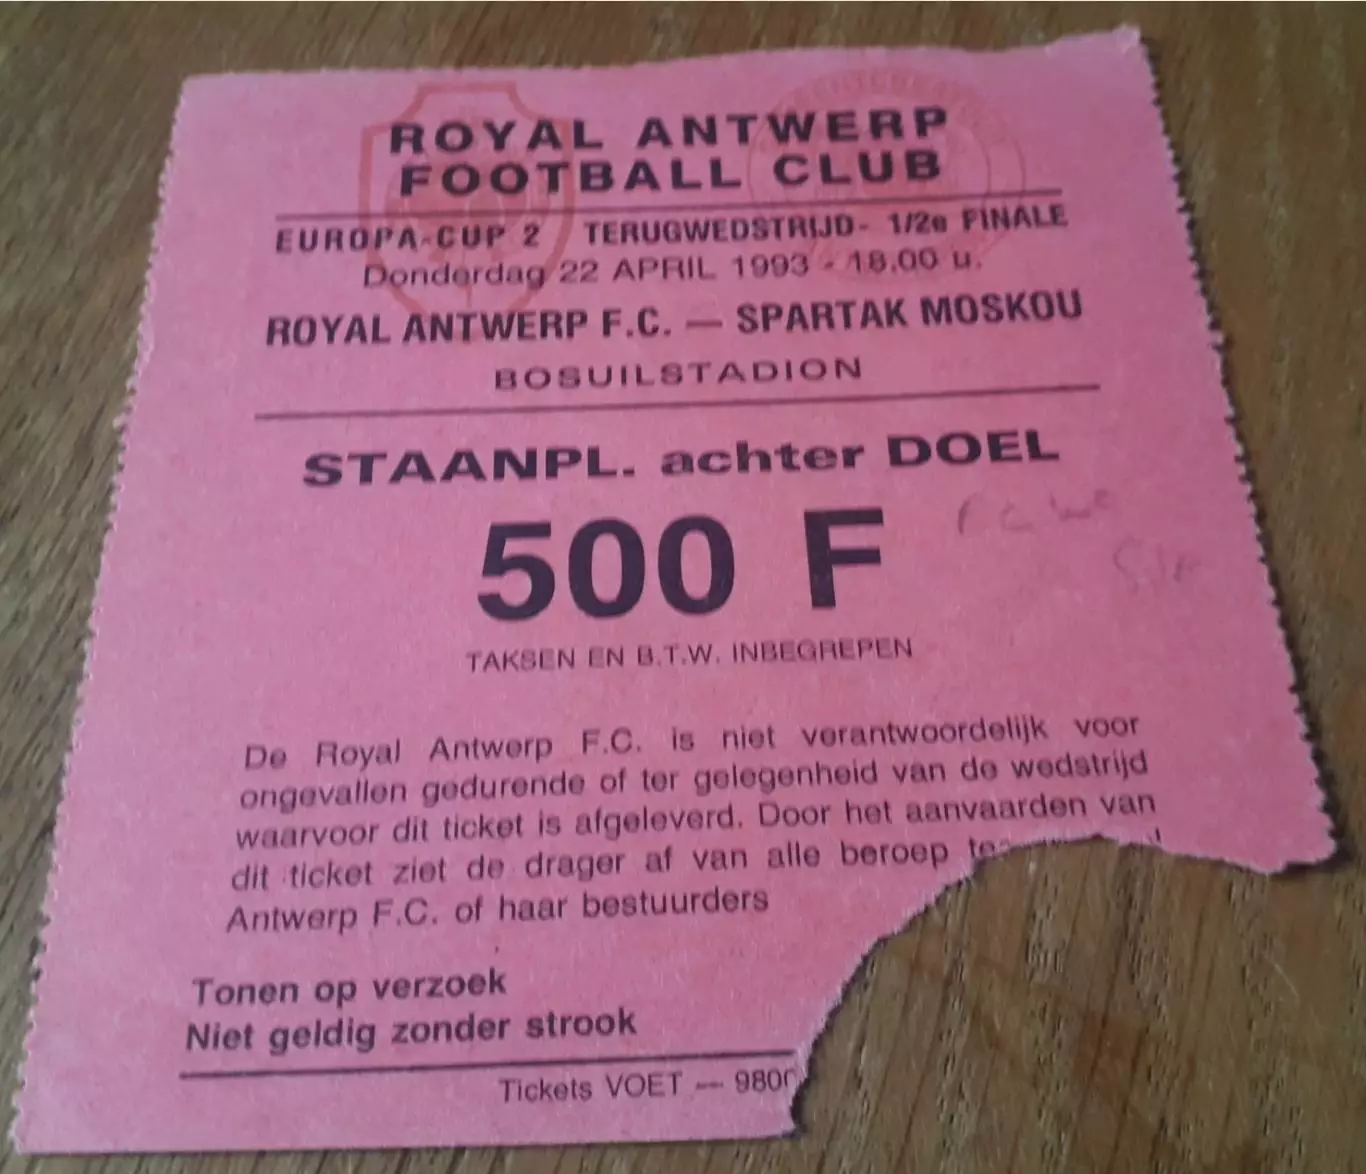 ROYAL ANTWERP
FOOTBALL CLUB
EUROPA-CUP 2 TERUGWEDSTRIJD- 1/2e FINALE
Donderdag 22 APRIL 1993 - 18.00 u.
ROYAL ANTWERP F.C. — SPARTAK MOSKOU
BOSUILSTADION
STAANPL. achter DOEL
500 F
TAKSEN EN B.T.W. INBEGREPEN
De Royal Antwerp F.C. is niet verantwoordelijk voor
ongevallen gedurende of ter gelegenheid van de wedstrijd
waarvoor dit ticket is afgeleverd. Door het aanvaarden van
dit ticket ziet de drager af van alle beroep
Antwerp F.C. of haar bestuurders
Tonen op verzoek
Niet geldig zonder strook
Tickets VOET — 980